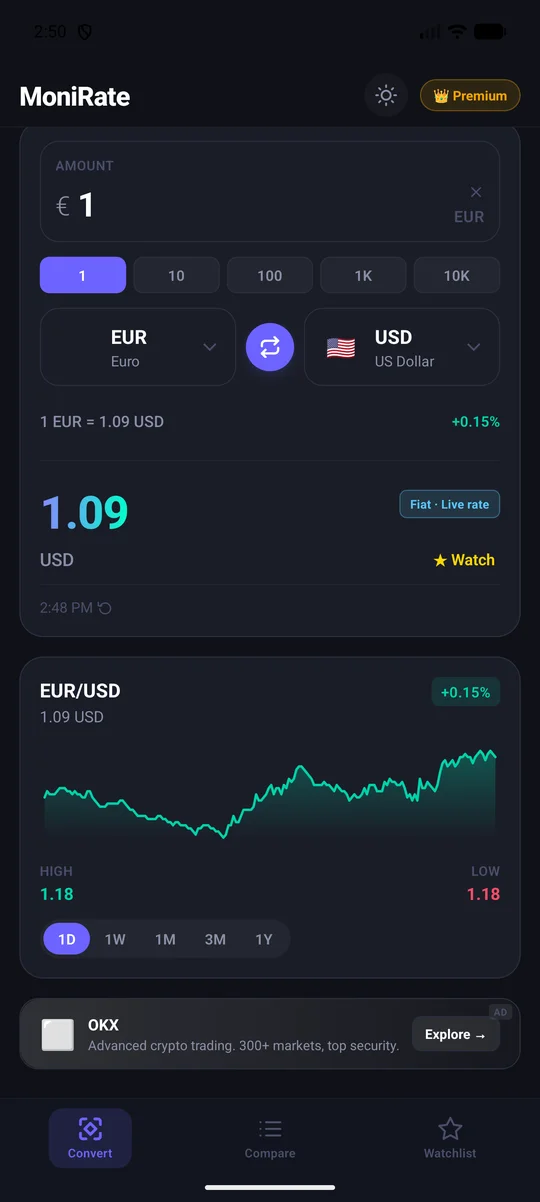 2:50
MoniRate
👑 Premium
AMOUNT
€ 1
×
EUR
1 10 100 1K 10K
EUR
Euro
USD
US Dollar
1 EUR = 1.09 USD +0.15%
1.09
Fiat · Live rate
USD
★ Watch
2:48 PM
EUR/USD
+0.15%
1.09 USD
HIGH LOW
1.18 1.18
1D 1W 1M 3M 1Y
AD
OKX
Advanced crypto trading. 300+ markets, top security.
Explore →
Convert Compare Watchlist